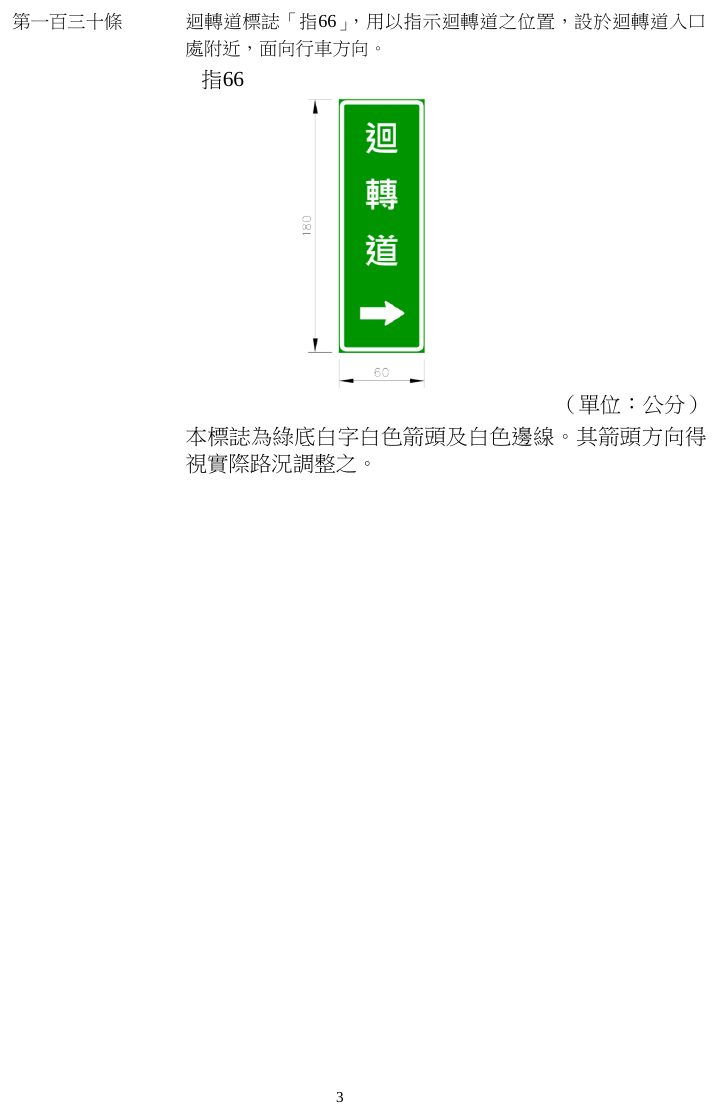 第一百三十條
迴轉道標誌「指66」，用以指示迴轉道之位置，設於迴轉道入口
處附近，面向行車方向。
指66
迴
轉
道
180
60
（單位：公分）
本標誌為綠底白字白色箭頭及白色邊線。其箭頭方向得
視實際路況調整之。
3